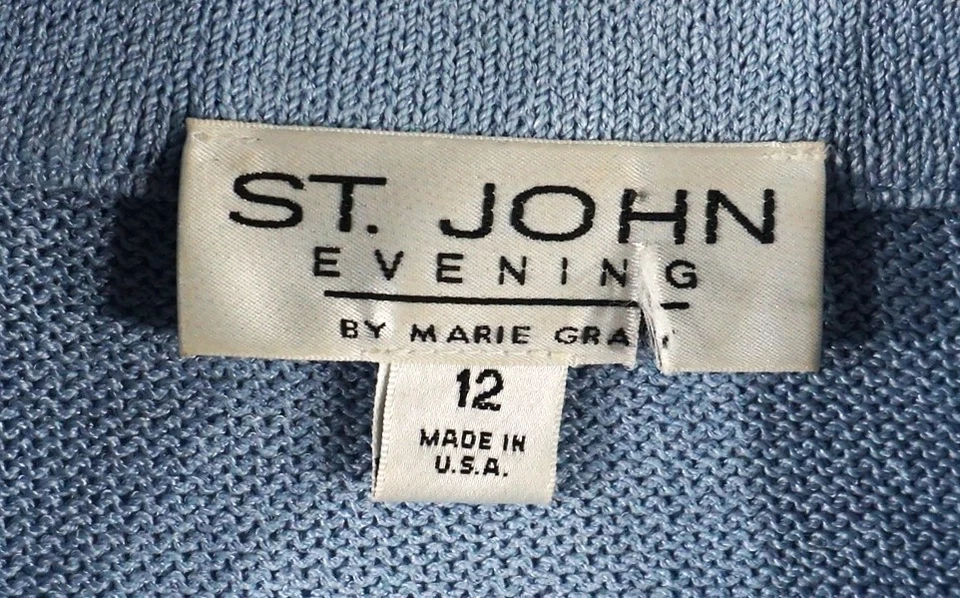 ST. JOHN
EVENING
BY MARIE
12
MADE IN
U.S.A.